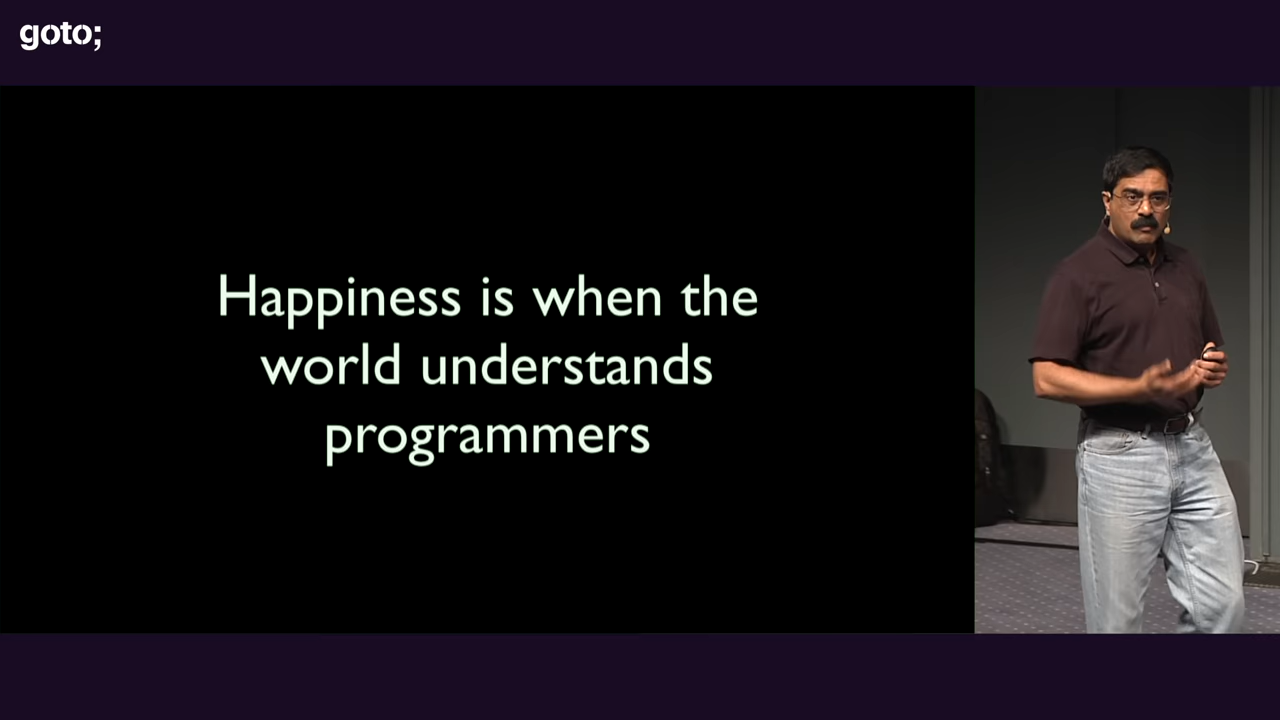 goto;
Happiness is when the
world understands
programmers